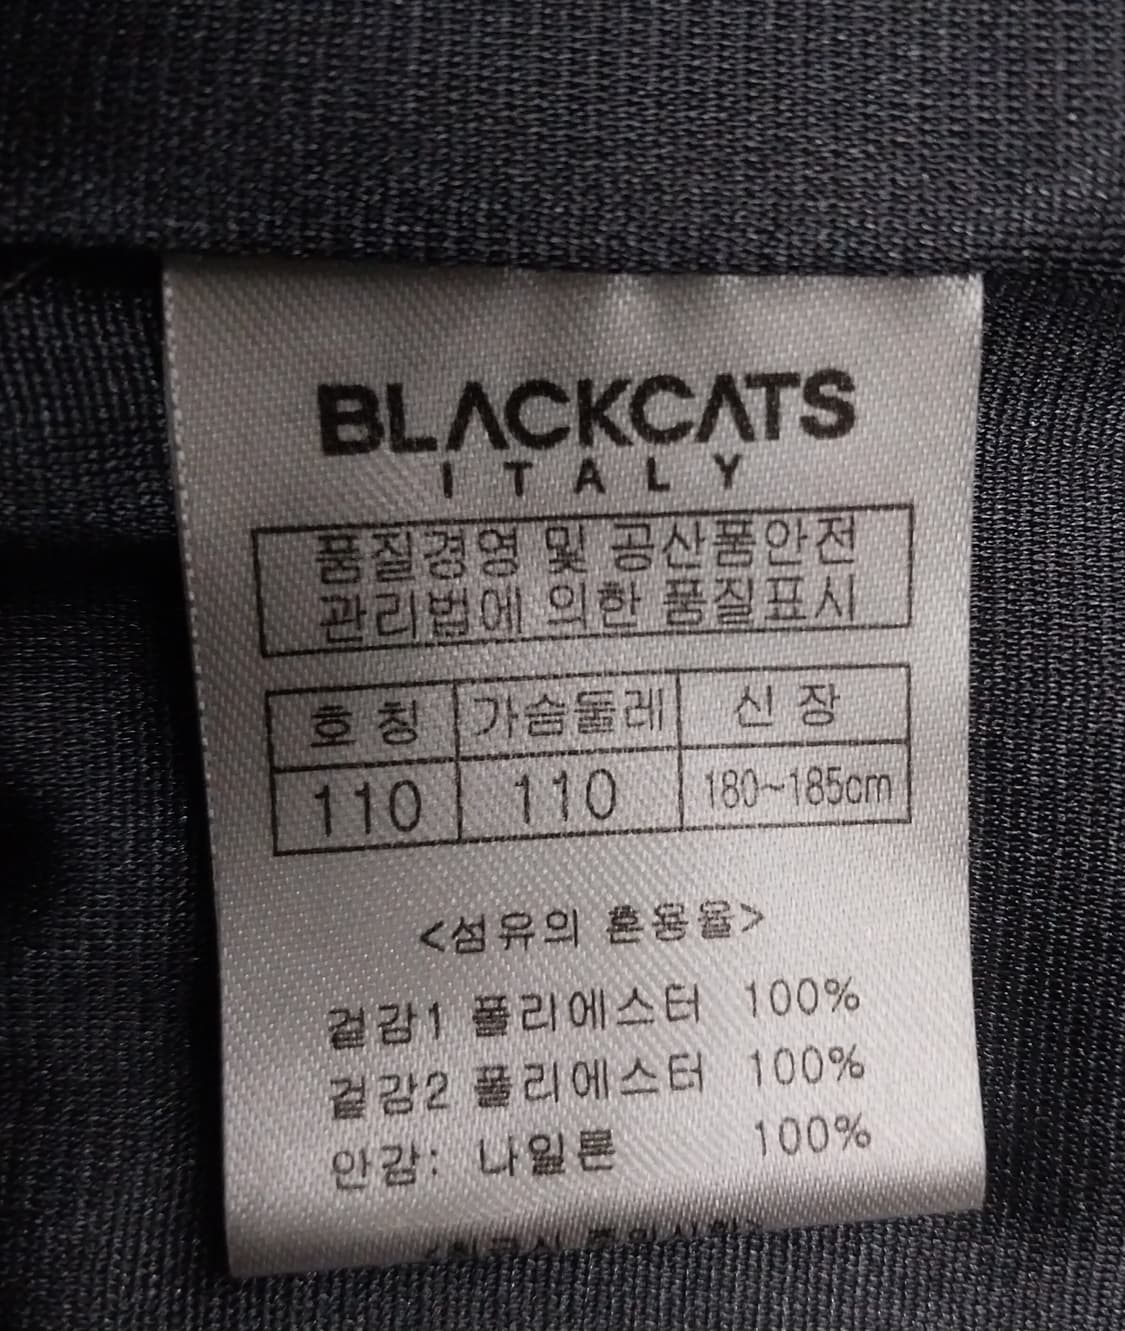 BLACKCATS
ITALY
품질경영 및 공산품안전
관리법에 의한 품질표시
호칭 가슴둘레 신장
110 110 180~185cm
<섬유의 혼용율>
겉감1 폴리에스터 100%
겉감2 폴리에스터 100%
안감: 나일론 100%